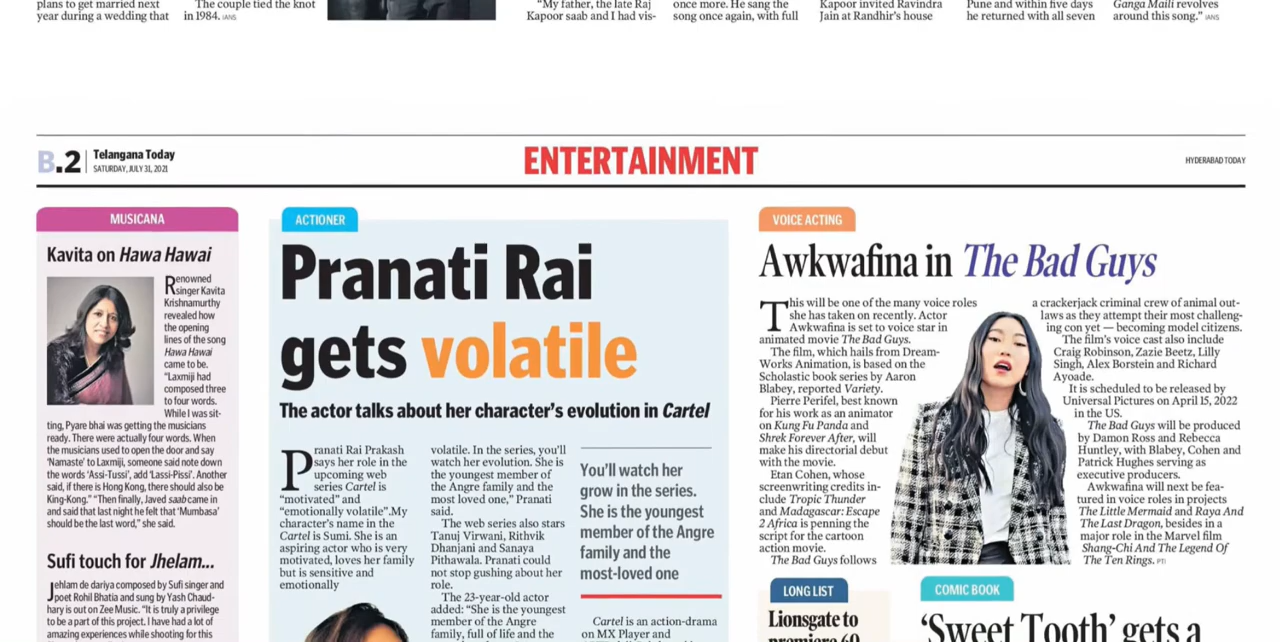 plans to get married next
year during a wedding that
The couple tied the knot
in 1984. IANS
“My father, the late Raj
Kapoor saab and I had vis-
once more. He sang the
song once again, with full
Kapoor invited Ravindra
Jain at Randhir's house
Pune and within five days
he returned with all seven
Ganga Maili revolves
around this song.” IANS
B.2
Telangana Today
SATURDAY, JULY 31, 2021
ENTERTAINMENT
HYDERABAD TODAY
MUSICANA
Kavita on Hawa Hawai
Renowned
singer Kavita
Krishnamurthy
revealed how
the opening
lines of the song
Hawa Hawai
came to be.
“Laxmiji had
composed three
to four words.
While I was sit-
ting, Pyare bhai was getting the musicians
ready. There were actually four words. When
the musicians used to open the door and say
‘Namaste’ to Laxmiji, someone said note down
the words ‘Assi-Tussi’, add ‘Lassi-Pissi’. Another
said, if there is Hong Kong, there should also be
King-Kong.” “Then finally, Javed saab came in
and said that last night he felt that ‘Mumbasa’
should be the last word,” she said.
Sufi touch for Jhelam...
Jehlam de dariya composed by Sufi singer and
poet Rohil Bhatia and sung by Yash Chaud-
hary is out on Zee Music. “It is truly a privilege
to be a part of this project. I have had a lot of
amazing experiences while shooting for this
ACTIONER
Pranati Rai
gets volatile
The actor talks about her character's evolution in Cartel
Pranati Rai Prakash
says her role in the
upcoming web
series Cartel is
“motivated” and
“emotionally volatile”.My
character's name in the
Cartel is Sumi. She is an
aspiring actor who is very
motivated, loves her family
but is sensitive and
emotionally
volatile. In the series, you'll
watch her evolution. She is
the youngest member of
the Angre family and the
most loved one,” Pranati
said.
The web series also stars
Tanuj Virwani, Rithvik
Dhanjani and Sanaya
Pithawala. Pranati could
not stop gushing about her
role.
The 23-year-old actor
added: “She is the youngest
member of the Angre
family, full of life and the
You'll watch her
grow in the series.
She is the youngest
member of the Angre
family and the
most-loved one
Cartel is an action-drama
on MX Player and
VOICE ACTING
Awkwafina in The Bad Guys
This will be one of the many voice roles
she has taken on recently. Actor
Awkwafina is set to voice star in
animated movie The Bad Guys.
The film, which hails from Dream-
Works Animation, is based on the
Scholastic book series by Aaron
Blabey, reported Variety.
Pierre Perifel, best known
for his work as an animator
on Kung Fu Panda and
Shrek Forever After, will
make his directorial debut
with the movie.
Etan Cohen, whose
screenwriting credits in-
clude Tropic Thunder
and Madagascar: Escape
2 Africa is penning the
script for the cartoon
action movie.
The Bad Guys follows
a crackerjack criminal crew of animal out-
laws as they attempt their most challeng-
ing con yet — becoming model citizens.
The film's voice cast also include
Craig Robinson, Zazie Beetz, Lilly
Singh, Alex Borstein and Richard
Ayoade.
It is scheduled to be released by
Universal Pictures on April 15, 2022
in the US.
The Bad Guys will be produced
by Damon Ross and Rebecca
Huntley, with Blabey, Cohen and
Patrick Hughes serving as
executive producers.
Awkwafina will next be fea-
tured in voice roles in projects
The Little Mermaid and Raya And
The Last Dragon, besides in a
major role in the Marvel film
Shang-Chi And The Legend Of
The Ten Rings. PTI
LONG LIST
Lionsgate to
premiere 60
COMIC BOOK
‘Sweet Tooth’ gets a